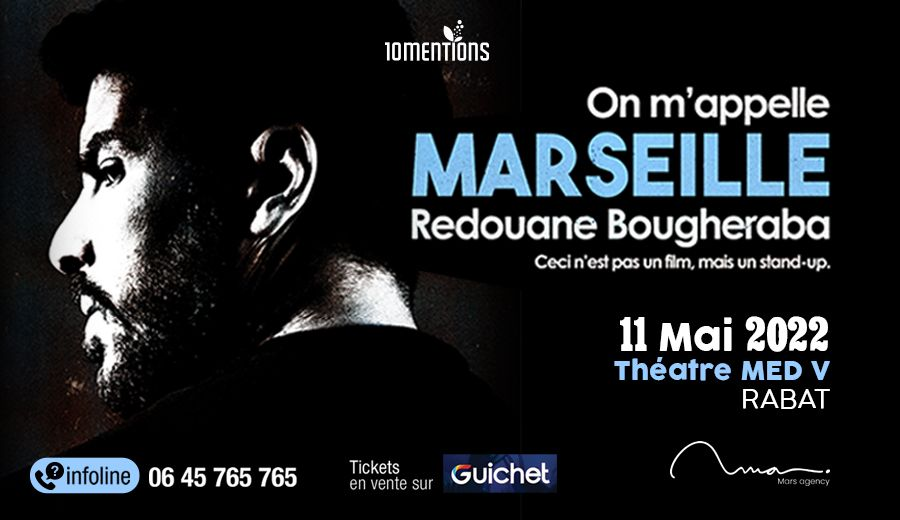 10MENTIONS
On m'appelle
MARSEILLE
Redouane Bougheraba
Ceci n'est pas un film, mais un stand-up.
11 Mai 2022
Théatre MED V
RABAT
infoline 06 45 765 765
Tickets
en vente sur
Guichet
Mars agency